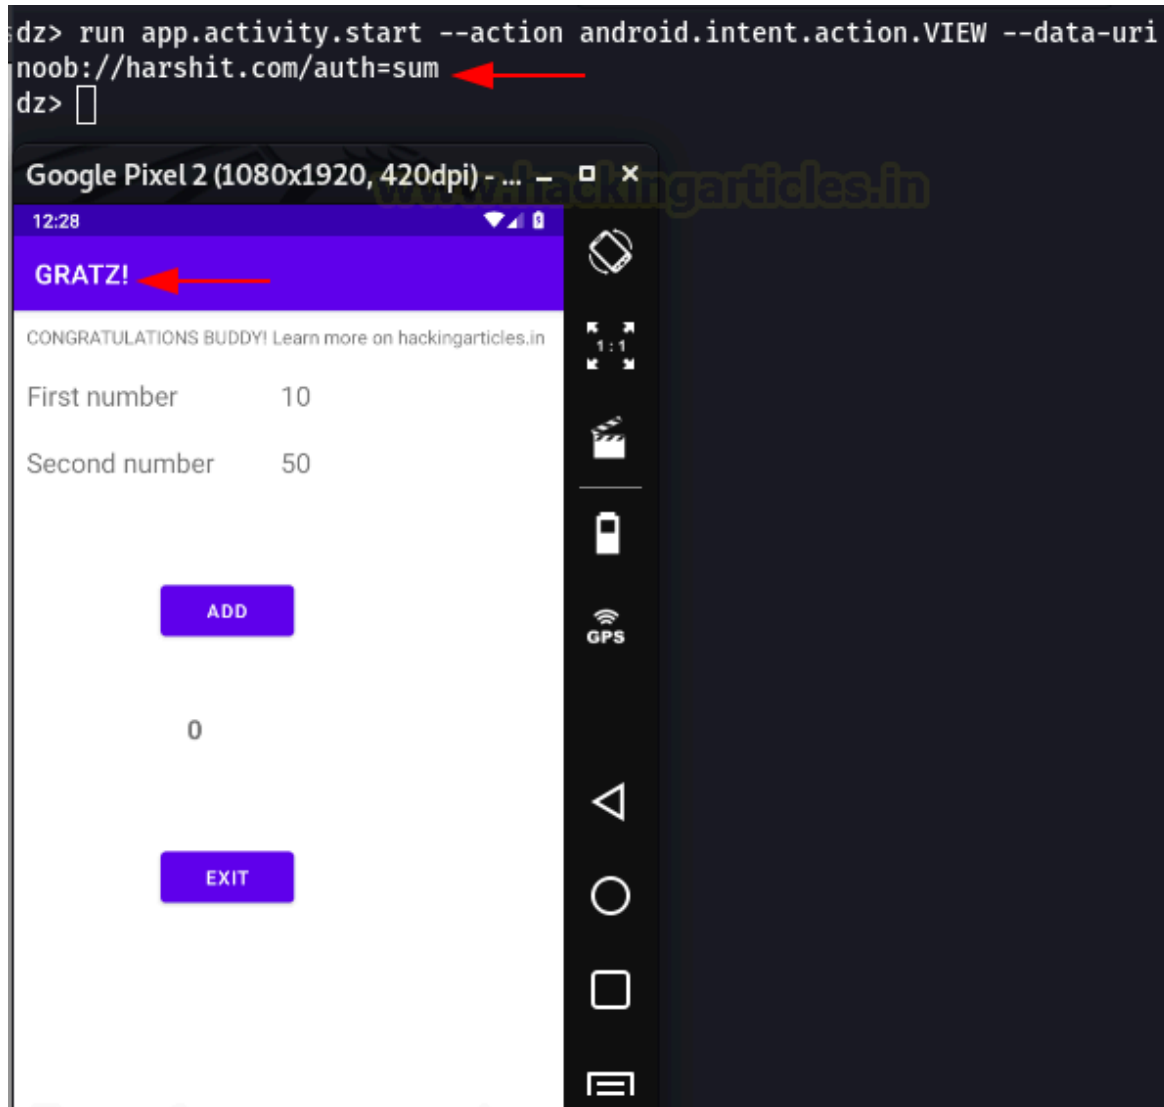 dz> run app.activity.start --action android.intent.action.VIEW --data-uri
noob://harshit.com/auth=sum
dz>
www.hackingarticles.in
Google Pixel 2 (1080x1920, 420dpi) - ...
12:28
GRATZ!
CONGRATULATIONS BUDDY! Learn more on hackingarticles.in
1:1
First number 10
Second number 50
ADD
GPS
0
EXIT